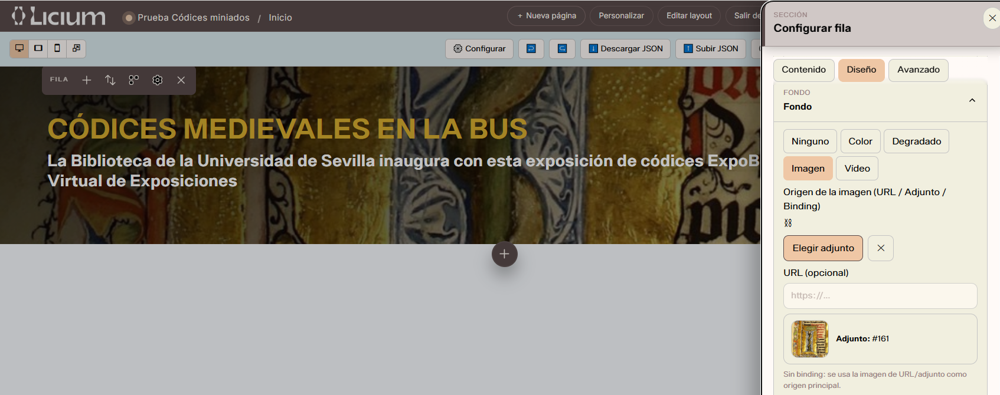 Licium
Prueba Códices miniados / Inicio
+ Nueva página
Personalizar
Editar layout
Salir de
Configurar
Descargar JSON
Subir JSON
FILA
CÓDICES MEDIEVALES EN LA BUS
La Biblioteca de la Universidad de Sevilla inaugura con esta exposición de códices ExpoB
Virtual de Exposiciones
SECCIÓN
Configurar fila
Contenido
Diseño
Avanzado
FONDO
Fondo
Ninguno
Color
Degradado
Imagen
Vídeo
Origen de la imagen (URL / Adjunto /
Binding)
Elegir adjunto
URL (opcional)
https://...
Adjunto: #161
Sin binding: se usa la imagen de URL/adjunto como
origen principal.